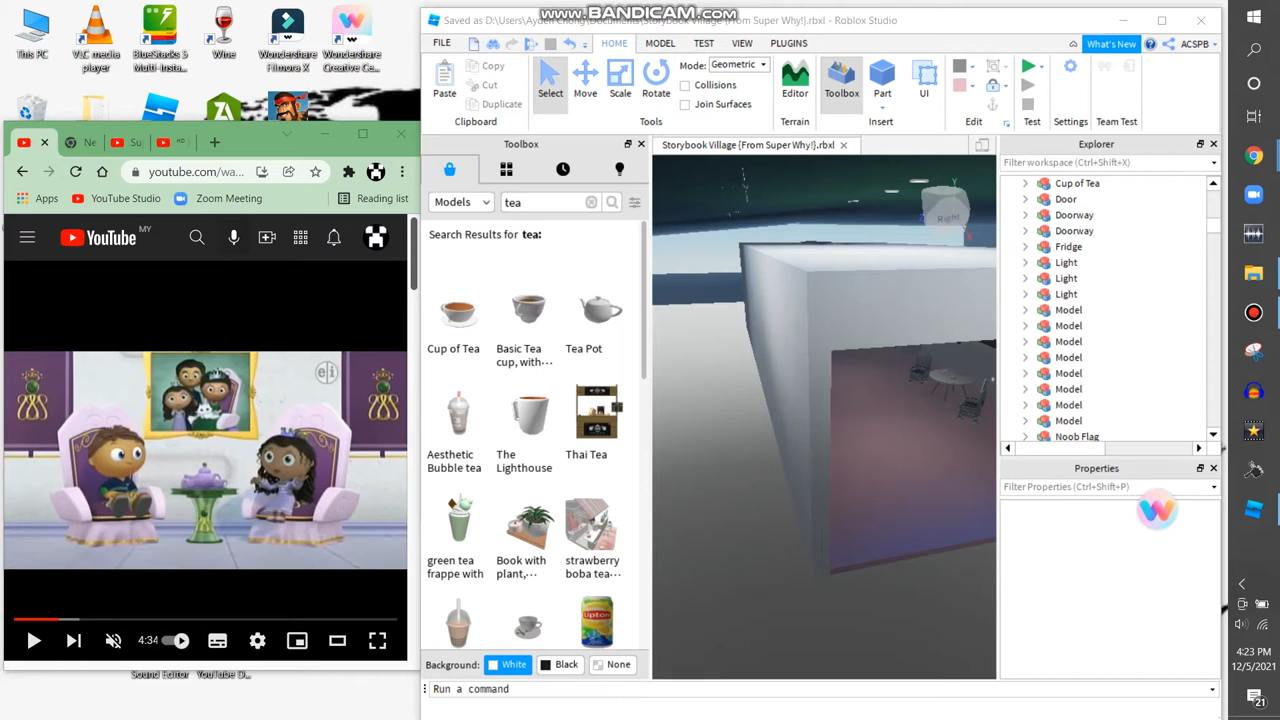 This PC
VLC media player
BlueStacks 5 Multi-Insta...
Wine
Wondershare Filmora X
Wondershare Creative Ce...
WWW.BANDICAM.COM
Saved as D:\Users\Ayden Chong\Documents\Storybook Village {From Super Why!}.rbxl - Roblox Studio
FILE HOME MODEL TEST VIEW PLUGINS What's New ACSPB
Paste Copy Cut Duplicate Clipboard
Select Move Scale Rotate Tools
Mode: Geometric
Collisions
Join Surfaces
Editor Terrain
Toolbox Part UI Insert
Edit Test Settings Team Test
Ne
Su
HD
youtube.com/wa...
Apps YouTube Studio Zoom Meeting Reading list
YouTube MY
ei
4:34
Sound Editor YouTube D...
Toolbox
Models tea
Search Results for tea:
Cup of Tea
Basic Tea cup, with...
Tea Pot
Aesthetic Bubble tea
The Lighthouse
Thai Tea
green tea frappe with
Book with plant,...
strawberry boba tea...
Lipton
Background: White Black None
Run a command
Storybook Village {From Super Why!}.rbxl
Right
Y
Explorer
Filter workspace (Ctrl+Shift+X)
Cup of Tea
Door
Doorway
Doorway
Fridge
Light
Light
Light
Model
Model
Model
Model
Model
Model
Model
Model
Noob Flag
Properties
Filter Properties (Ctrl+Shift+P)
4:23 PM
12/5/2021
21